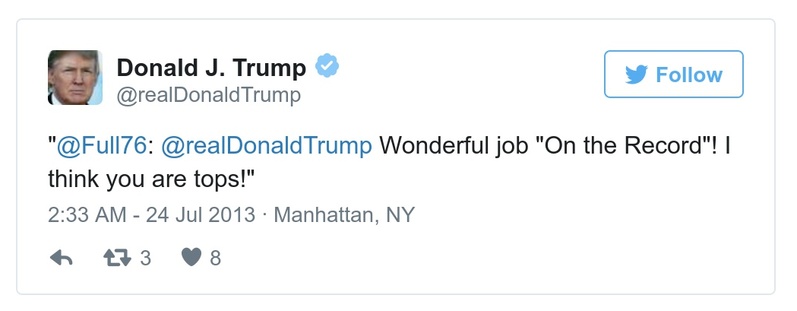 Donald J. Trump
@realDonaldTrump
Follow
"@Full76: @realDonaldTrump Wonderful job "On the Record"! I
think you are tops!"
2:33 AM - 24 Jul 2013 · Manhattan, NY
3 8